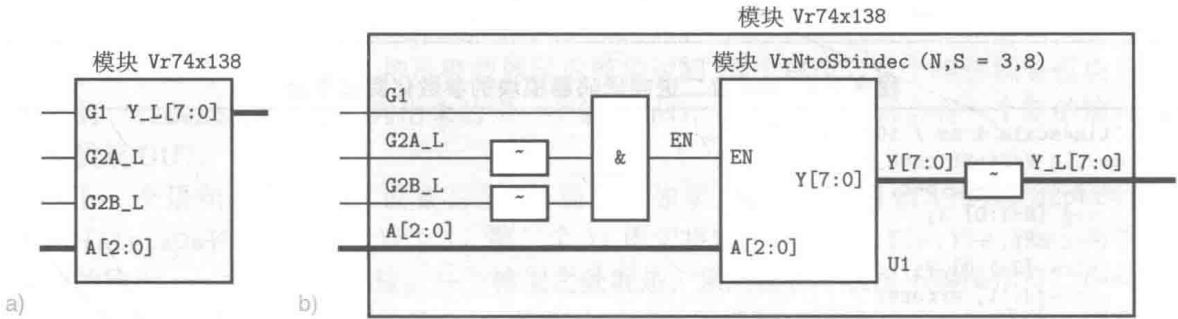 模块 Vr74x138
G1 Y_L[7:0]
G2A_L
G2B_L
A[2:0]
a)
模块 Vr74x138
模块 VrNtoSbindec (N,S = 3,8)
G1
G2A_L
~
G2B_L
~
&
EN
EN
Y[7:0]
Y[7:0]
~
Y_L[7:0]
A[2:0]
A[2:0]
U1
b)